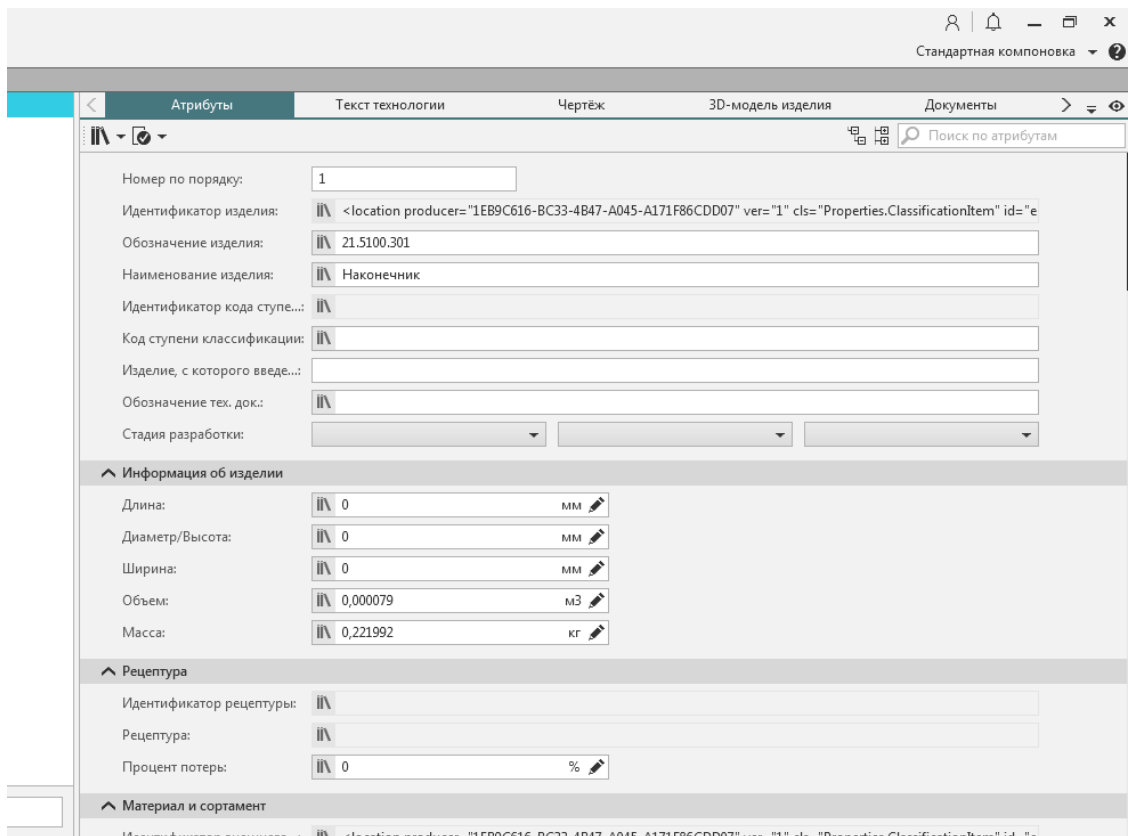 Стандартная компоновка
Атрибуты Текст технологии Чертёж 3D-модель изделия Документы
Поиск по атрибутам
Номер по порядку: 1
Идентификатор изделия: <location producer="1EB9C616-BC33-4B47-A045-A171F86CDD07" ver="1" cls="Properties.ClassificationItem" id="e
Обозначение изделия: 21.5100.301
Наименование изделия: Наконечник
Идентификатор кода ступе...:
Код ступени классификации:
Изделие, с которого введе...:
Обозначение тех. док.:
Стадия разработки:
Информация об изделии
Длина: 0 мм
Диаметр/Высота: 0 мм
Ширина: 0 мм
Объем: 0,000079 м3
Масса: 0,221992 кг
Рецептура
Идентификатор рецептуры:
Рецептура:
Процент потерь: 0 %
Материал и сортамент